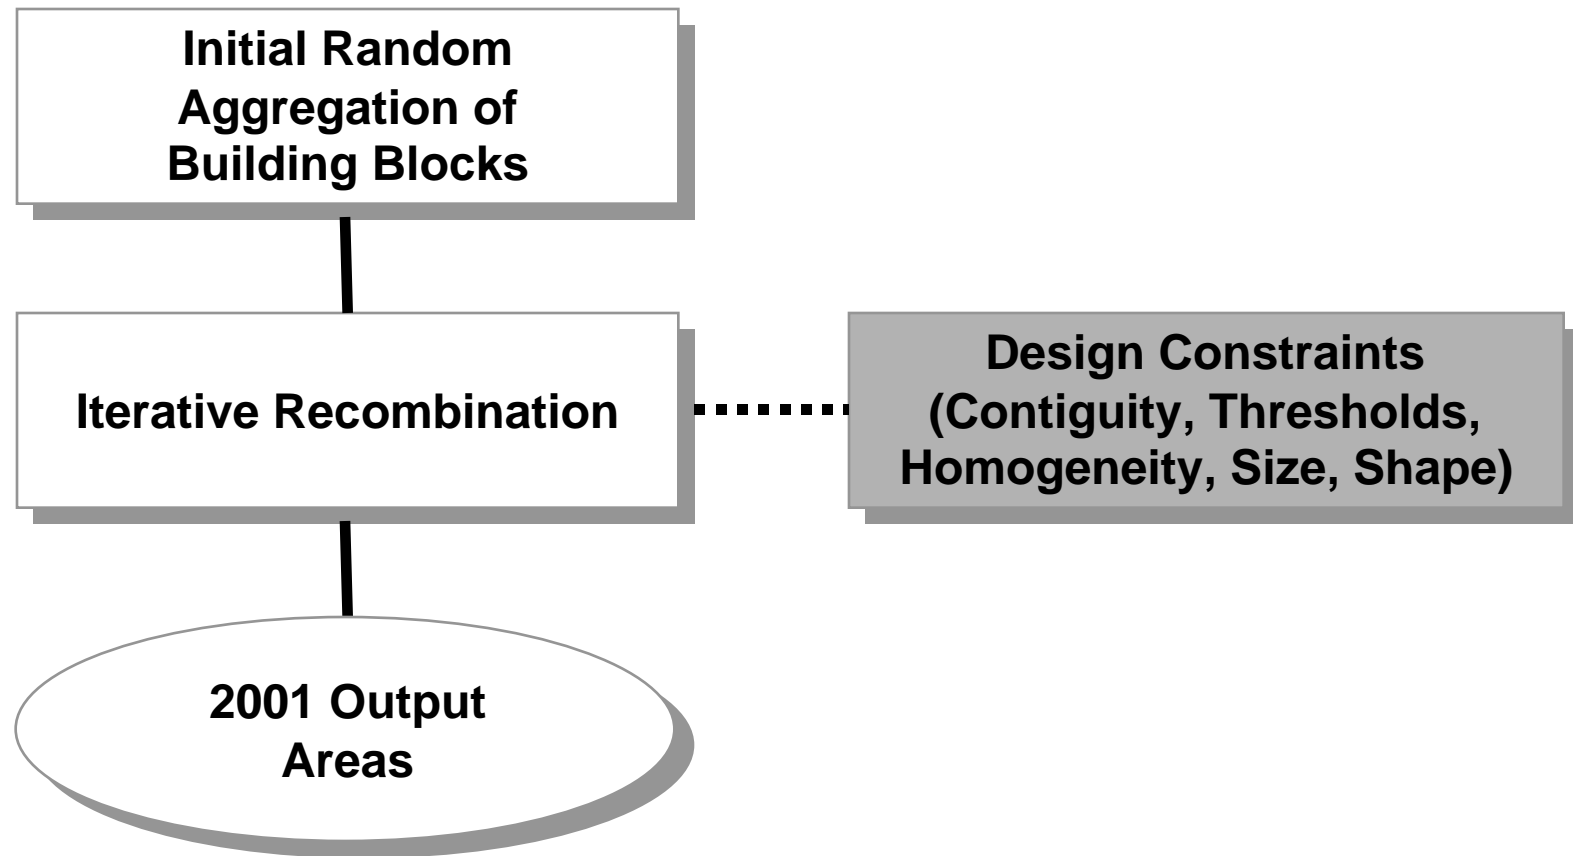 Initial Random
Aggregation of
Building Blocks
Iterative Recombination
Design Constraints
(Contiguity, Thresholds,
Homogeneity, Size, Shape)
2001 Output
Areas